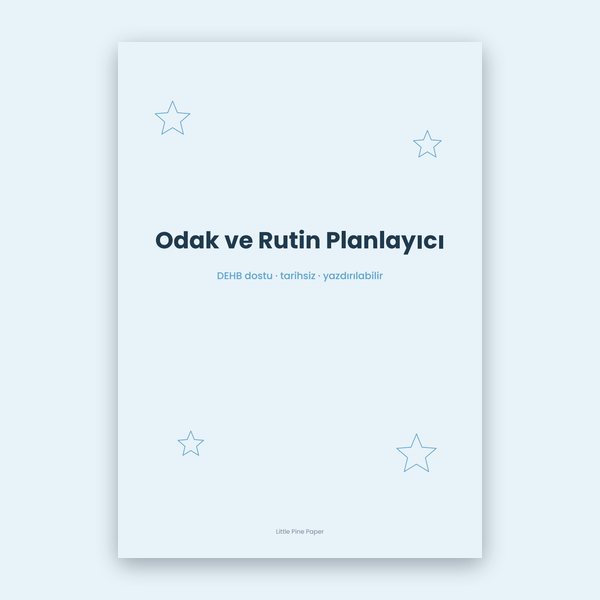 Odak ve Rutin Planlayıcı
DEHB dostu · tarihsiz · yazdırılabilir
Little Pine Paper